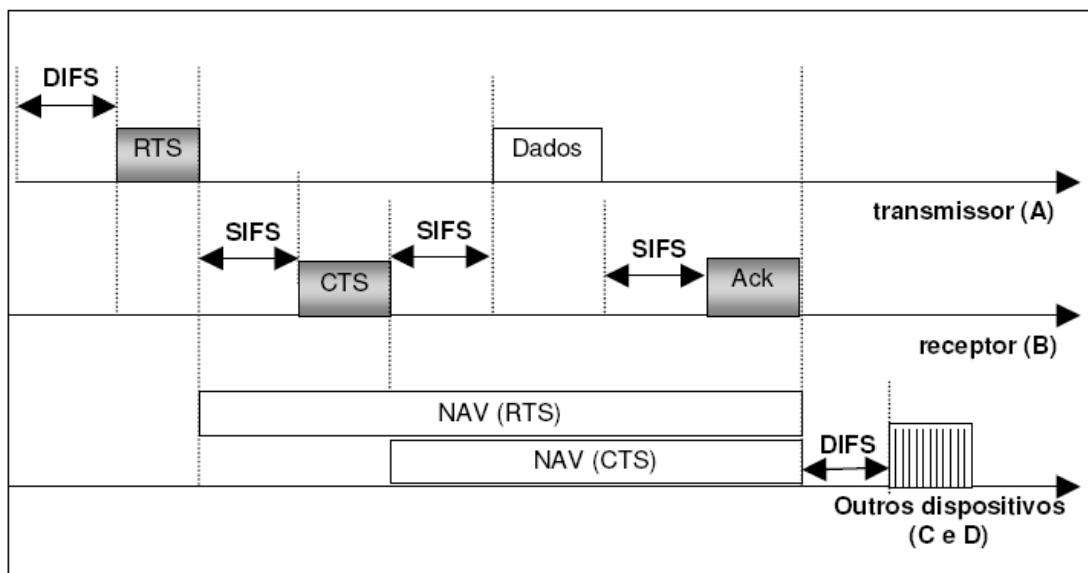 DIFS
RTS
Dados
transmissor (A)
SIFS
SIFS
SIFS
CTS
Ack
receptor (B)
NAV (RTS)
NAV (CTS)
DIFS
Outros dispositivos
(C e D)